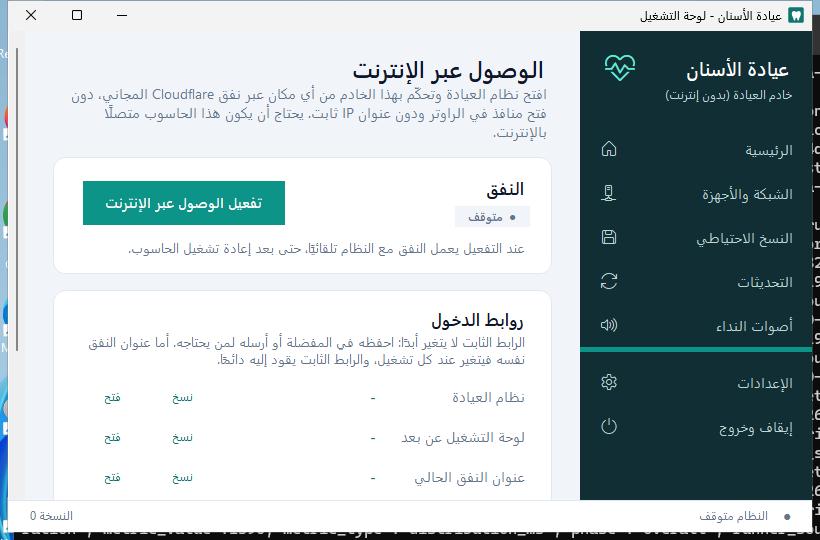 عيادة الأسنان - لوحة التشغيل
عيادة الأسنان
خادم العيادة (بدون إنترنت)
الرئيسية
الشبكة والأجهزة
النسخ الاحتياطي
التحديثات
أصوات النداء
الإعدادات
إيقاف وخروج
الوصول عبر الإنترنت
افتح نظام العيادة وتحكّم بهذا الخادم من أي مكان عبر نفق Cloudflare المجاني، دون
فتح منافذ في الراوتر ودون عنوان IP ثابت. يحتاج أن يكون هذا الحاسوب متصلًا
بالإنترنت.
النفق
متوقف
تفعيل الوصول عبر الإنترنت
عند التفعيل يعمل النفق مع النظام تلقائيًا، حتى بعد إعادة تشغيل الحاسوب.
روابط الدخول
الرابط الثابت لا يتغير أبدًا: احفظه في المفضلة أو أرسله لمن يحتاجه. أما عنوان النفق
نفسه فيتغير عند كل تشغيل، والرابط الثابت يقود إليه دائمًا.
نظام العيادة - نسخ فتح
لوحة التشغيل عن بعد - نسخ فتح
عنوان النفق الحالي - نسخ فتح
النظام متوقف
النسخة 0